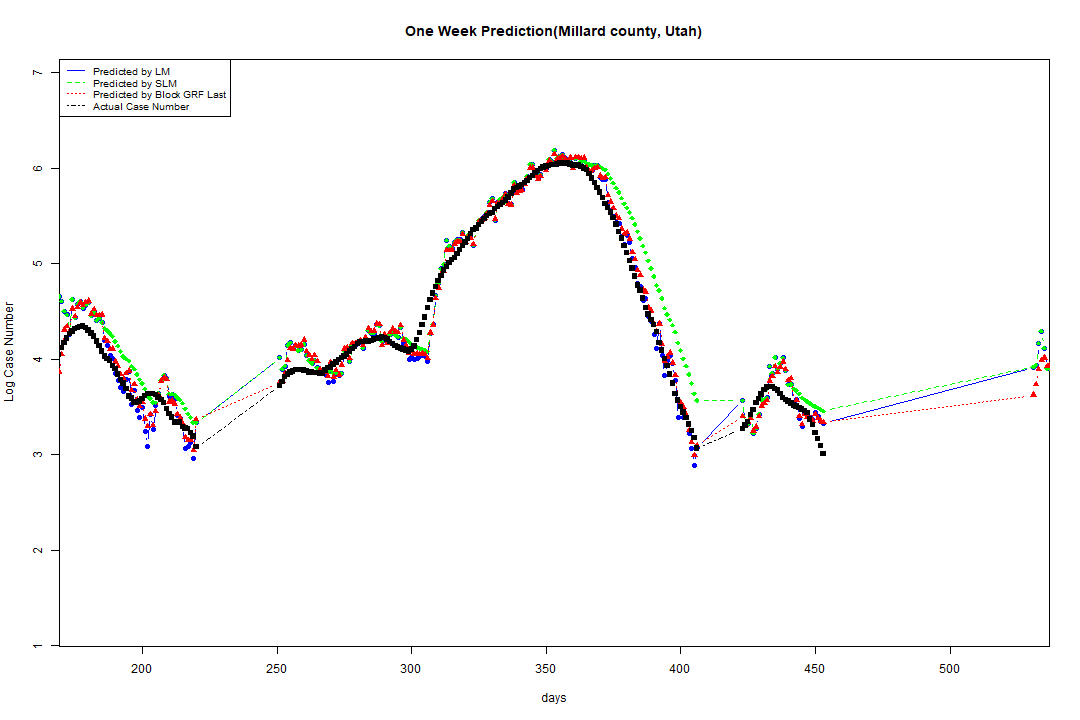 One Week Prediction(Millard county, Utah)
Predicted by LM
Predicted by SLM
Predicted by Block GRF Last
Actual Case Number
Log Case Number
7
6
5
4
3
2
1
200 250 300 350 400 450 500
days